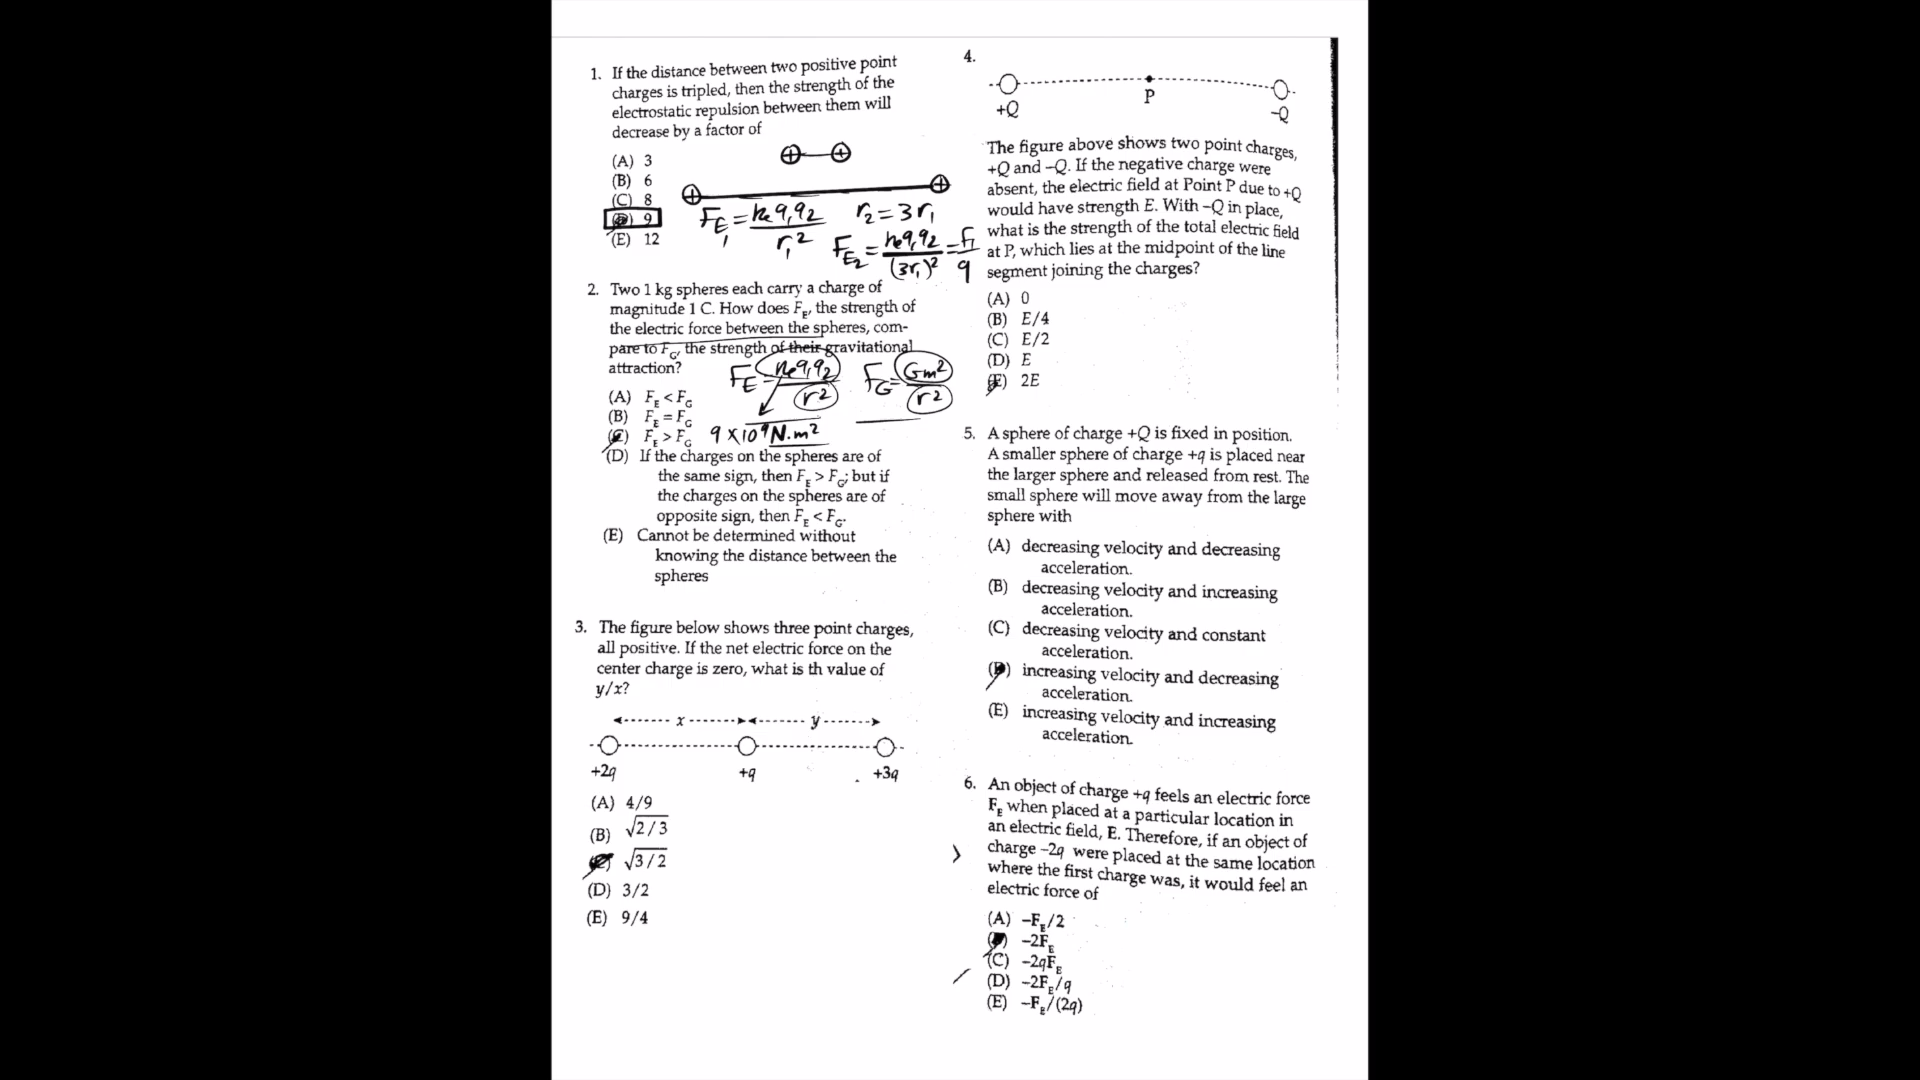 1. If the distance between two positive point
charges is tripled, then the strength of the
electrostatic repulsion between them will
decrease by a factor of
(A) 3
(B) 6
(C) 8
(D) 9
(E) 12
F_E1 = k_e q₁q₂ / r₁²
r₂ = 3r₁
F_E2 = k_e q₁q₂ / (3r₁)² = F₁ / 9
2. Two 1 kg spheres each carry a charge of
magnitude 1 C. How does F_E, the strength of
the electric force between the spheres, com-
pare to F_G, the strength of their gravitational
attraction?
F_E = k_e q₁q₂ / r²
F_G = Gm² / r²
(A) F_E < F_G
(B) F_E = F_G
(C) F_E > F_G
9 × 10⁹ N.m²
(D) If the charges on the spheres are of
the same sign, then F_E > F_G; but if
the charges on the spheres are of
opposite sign, then F_E < F_G.
(E) Cannot be determined without
knowing the distance between the
spheres
3. The figure below shows three point charges,
all positive. If the net electric force on the
center charge is zero, what is th value of
y/x?
x y
+2q +q +3q
(A) 4/9
(B) √2/3
(C) √3/2
(D) 3/2
(E) 9/4
4.
+Q P −Q
The figure above shows two point charges,
+Q and −Q. If the negative charge were
absent, the electric field at Point P due to +Q
would have strength E. With −Q in place,
what is the strength of the total electric field
at P, which lies at the midpoint of the line
segment joining the charges?
(A) 0
(B) E/4
(C) E/2
(D) E
(E) 2E
5. A sphere of charge +Q is fixed in position.
A smaller sphere of charge +q is placed near
the larger sphere and released from rest. The
small sphere will move away from the large
sphere with
(A) decreasing velocity and decreasing
acceleration.
(B) decreasing velocity and increasing
acceleration.
(C) decreasing velocity and constant
acceleration.
(D) increasing velocity and decreasing
acceleration.
(E) increasing velocity and increasing
acceleration.
6. An object of charge +q feels an electric force
F_E when placed at a particular location in
an electric field, E. Therefore, if an object of
charge −2q were placed at the same location
where the first charge was, it would feel an
electric force of
(A) −F_E/2
(B) −2F_E
(C) −2qF_E
(D) −2F_E/q
(E) −F_E/(2q)